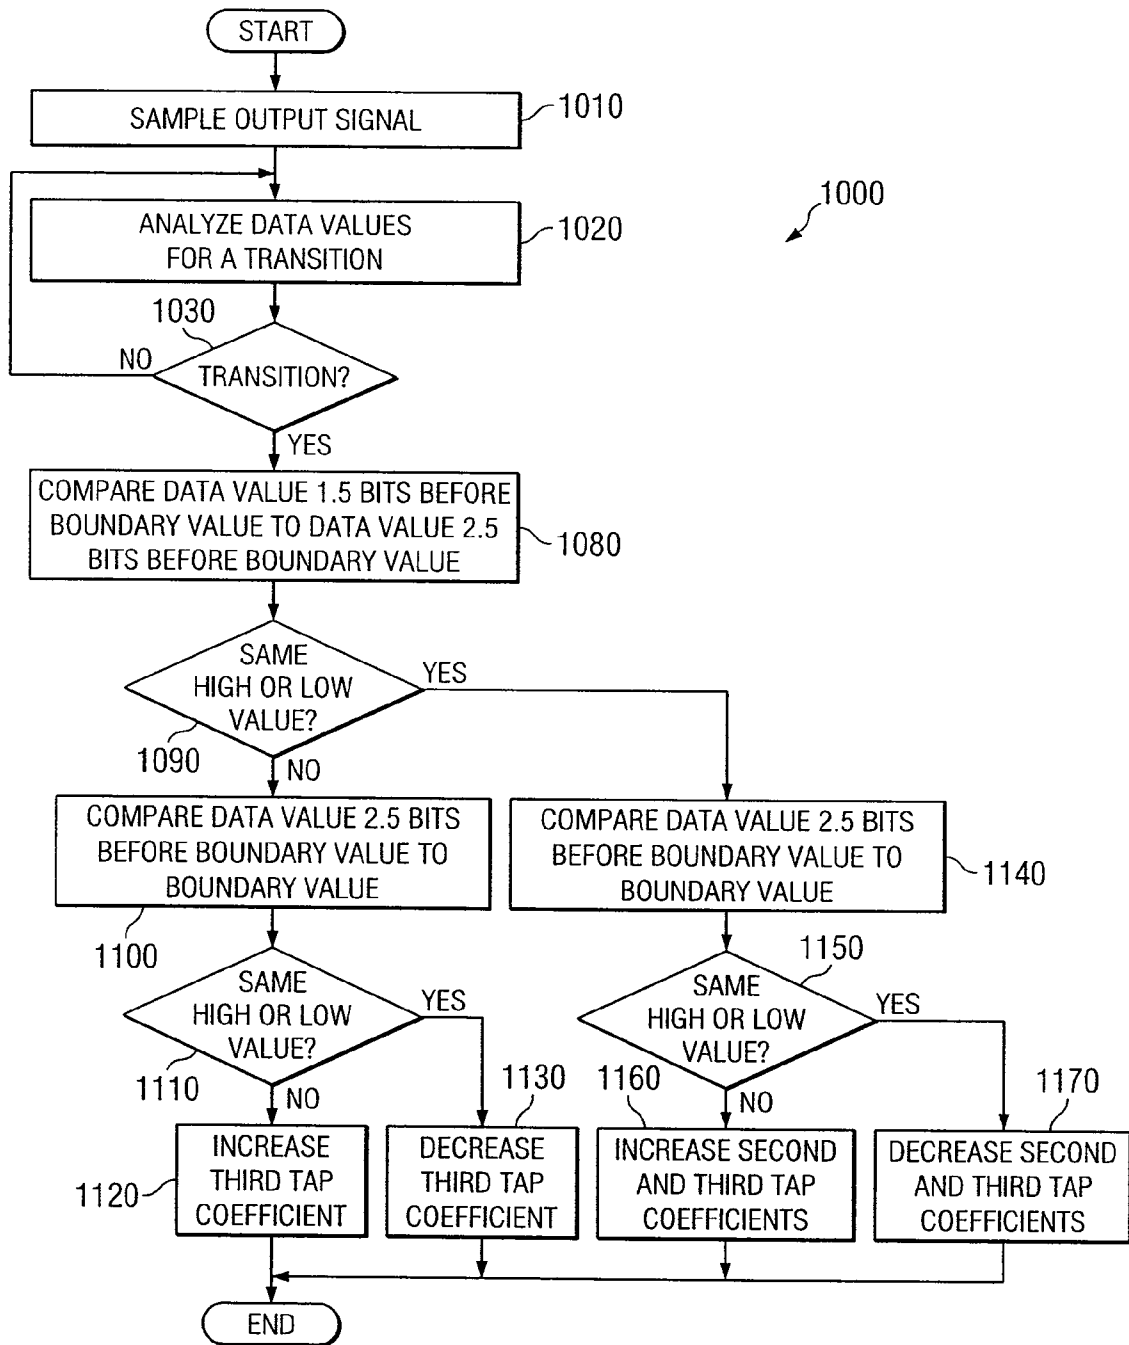 START
SAMPLE OUTPUT SIGNAL
1010
1000
ANALYZE DATA VALUES
FOR A TRANSITION
1020
1030
NO
TRANSITION?
YES
COMPARE DATA VALUE 1.5 BITS BEFORE
BOUNDARY VALUE TO DATA VALUE 2.5
BITS BEFORE BOUNDARY VALUE
1080
SAME
HIGH OR LOW
VALUE?
YES
1090
NO
COMPARE DATA VALUE 2.5 BITS
BEFORE BOUNDARY VALUE TO
BOUNDARY VALUE
1100
COMPARE DATA VALUE 2.5 BITS
BEFORE BOUNDARY VALUE TO
BOUNDARY VALUE
1140
SAME
HIGH OR LOW
VALUE?
YES
1110
NO
1150
SAME
HIGH OR LOW
VALUE?
YES
NO
1120
INCREASE
THIRD TAP
COEFFICIENT
1130
DECREASE
THIRD TAP
COEFFICIENT
1160
INCREASE SECOND
AND THIRD TAP
COEFFICIENTS
1170
DECREASE SECOND
AND THIRD TAP
COEFFICIENTS
END